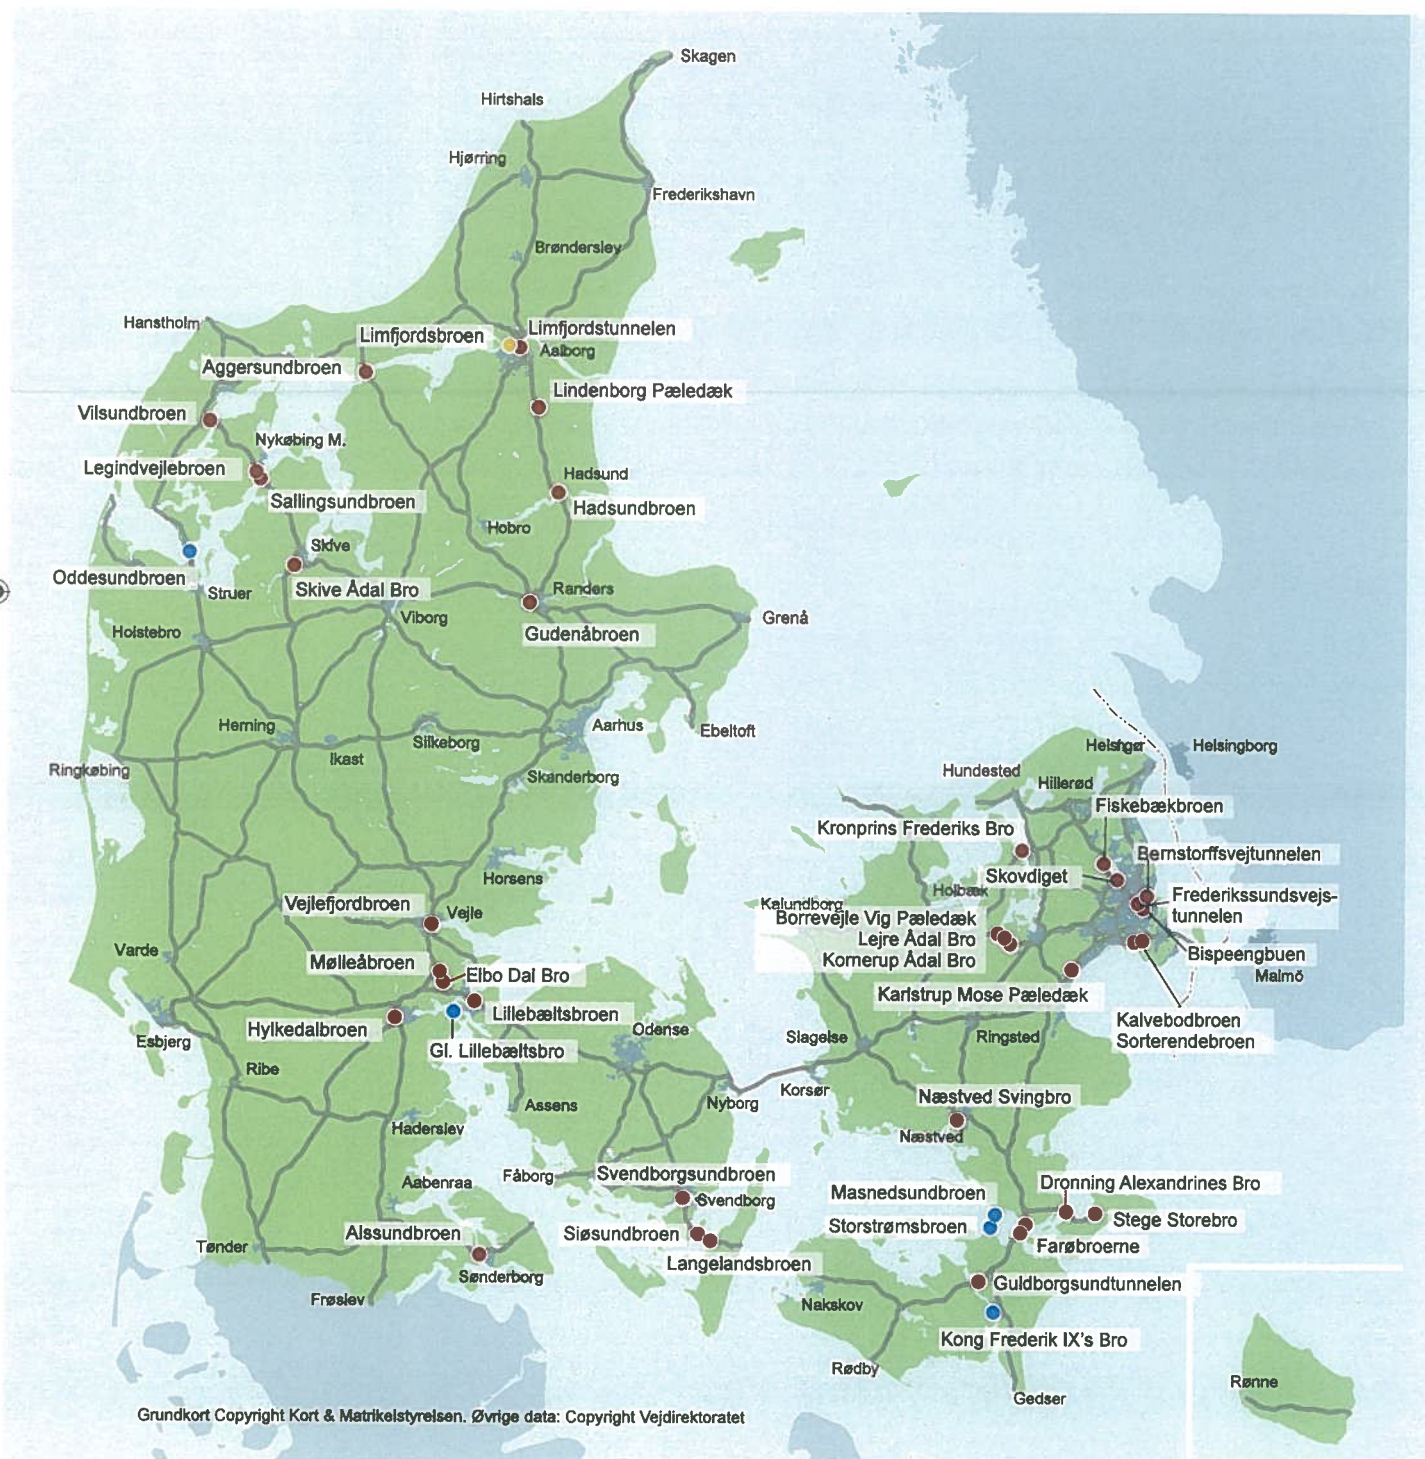 Skagen
Hirtshals
Hjørring
Frederikshavn
Brønderslev
Hanstholm
Limfjordsbroen
Limfjordstunnelen
Aalborg
Aggersundbroen
Lindenborg Pæledæk
Vilsundbroen
Nykøbing M.
Legindvejlebroen
Sallingsundbroen
Hadsund
Hadsundbroen
Hobro
Skive
Oddesundbroen
Struer
Skive Ådal Bro
Randers
Viborg
Grenå
Holstebro
Gudenåbroen
Herning
Ikast
Silkeborg
Aarhus
Ebeltoft
Ringkøbing
Skanderborg
Helsingør
Helsingborg
Hundested
Hillerød
Fiskebækbroen
Kronprins Frederiks Bro
Bernstorffsvejtunnelen
Skovdiget
Holbæk
Frederikssundsvejs-
tunnelen
Kalundborg
Borrevejle Vig Pæledæk
Lejre Ådal Bro
Kornerup Ådal Bro
Bispeengbuen
Malmö
Karlstrup Mose Pæledæk
Kalvebodbroen
Sorterendebroen
Horsens
Vejlefjordbroen
Vejle
Varde
Mølleåbroen
Elbo Dal Bro
Lillebæltsbroen
Hylkedalbroen
Gl. Lillebæltsbro
Esbjerg
Odense
Slagelse
Ringsted
Ribe
Assens
Nyborg
Korsør
Næstved Svingbro
Næstved
Haderslev
Fåborg
Svendborgsundbroen
Svendborg
Aabenraa
Masnedsundbroen
Dronning Alexandrines Bro
Storstrømsbroen
Stege Storebro
Alssundbroen
Siøsundbroen
Farøbroerne
Tønder
Langelandsbroen
Sønderborg
Guldborgsundtunnelen
Frøslev
Nakskov
Kong Frederik IX's Bro
Rødby
Gedser
Rønne
Grundkort Copyright Kort & Matrikelstyrelsen. Øvrige data: Copyright Vejdirektoratet